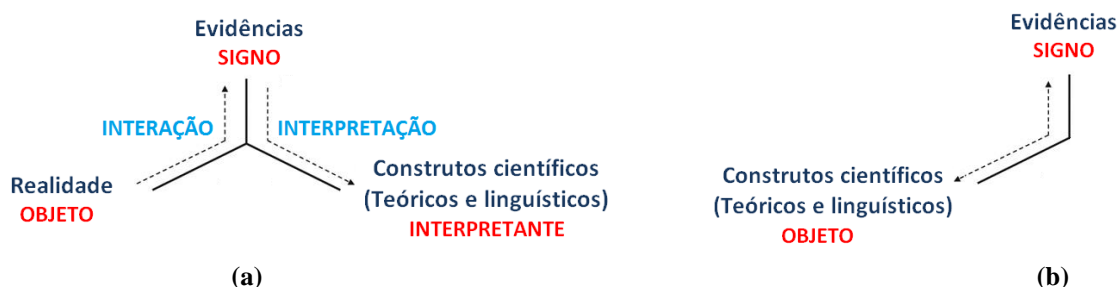 Evidências
SIGNO
INTERAÇÃO
INTERPRETAÇÃO
Realidade
OBJETO
Construtos científicos
(Teóricos e linguísticos)
INTERPRETANTE
(a)
Evidências
SIGNO
Construtos científicos
(Teóricos e linguísticos)
OBJETO
(b)